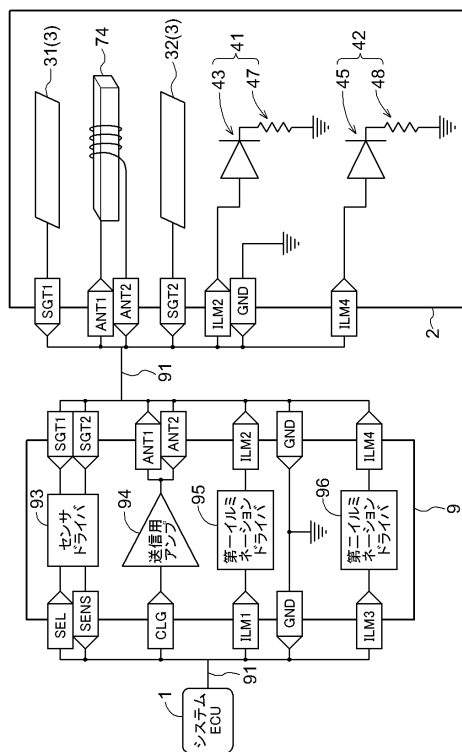 1
システム
ECU
91
SEL
SENS
CLG
ILM1
GND
ILM3
93
センサ
ドライバ
94
送信用
アンプ
95
第一イルミ
ネーション
ドライバ
96
第二イルミ
ネーション
ドライバ
9
SGT1
SGT2
ANT1
ANT2
ILM2
GND
ILM4
91
SGT1
ANT1
ANT2
SGT2
ILM2
GND
ILM4
2
31(3)
74
32(3)
41
43
47
42
45
48